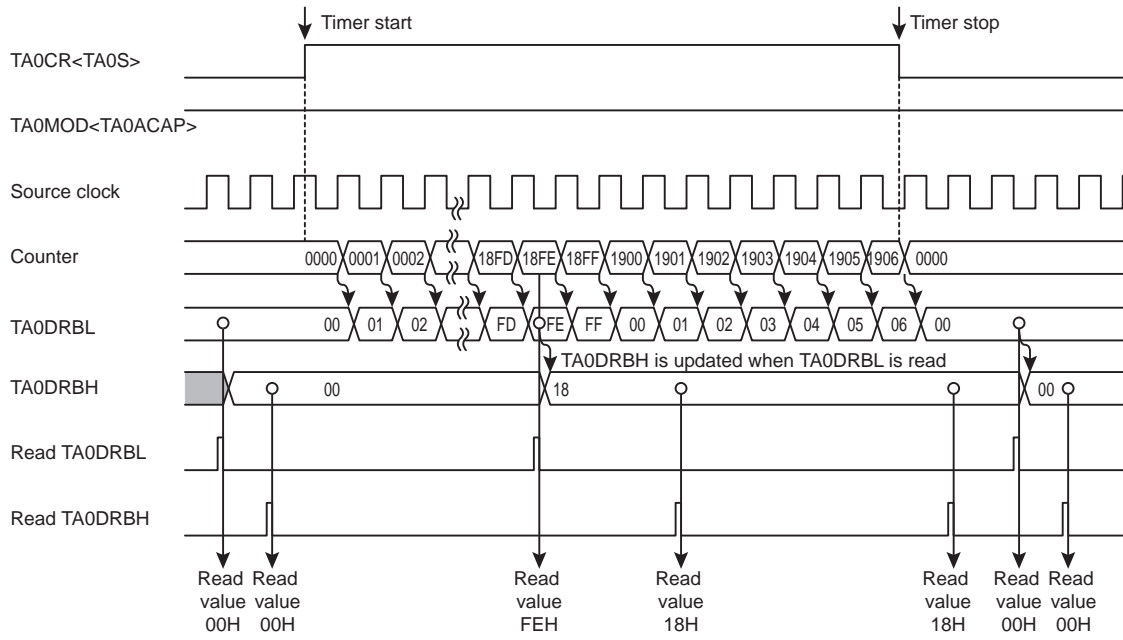 Timer start
Timer stop
TA0CR<TA0S>
TA0MOD<TA0ACAP>
Source clock
Counter
0000 0001 0002 18FD 18FE 18FF 1900 1901 1902 1903 1904 1905 1906 0000
TA0DRBL
00 01 02 FD FE FF 00 01 02 03 04 05 06 00
TA0DRBH is updated when TA0DRBL is read
TA0DRBH
00 18 00
Read TA0DRBL
Read TA0DRBH
Read value 00H
Read value 00H
Read value FEH
Read value 18H
Read value 18H
Read value 00H
Read value 00H